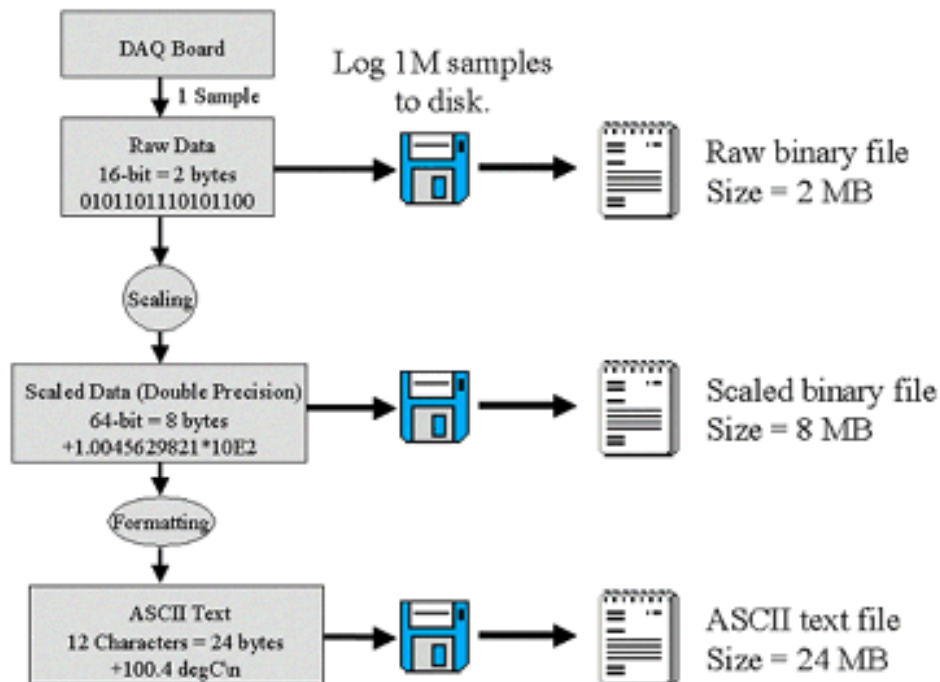 DAQ Board
1 Sample
Log 1M samples
to disk.
Raw Data
16-bit = 2 bytes
0101101110101100
Raw binary file
Size = 2 MB
Scaling
Scaled Data (Double Precision)
64-bit = 8 bytes
+1.0045629821*10E2
Scaled binary file
Size = 8 MB
Formatting
ASCII Text
12 Characters = 24 bytes
+100.4 degC\n
ASCII text file
Size = 24 MB